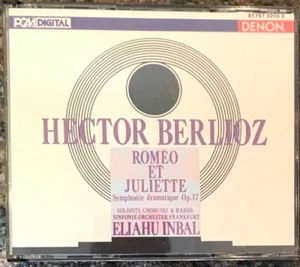 PCM DIGITAL
DENON
HECTOR BERLIOZ
ROMÉO
ET
JULIETTE
Symphonie dramatique Op.17
SOLOISTS, CHORUSES & RADIO
SINFONIE-ORCHESTER FRANKFURT
ELIAHU INBAL